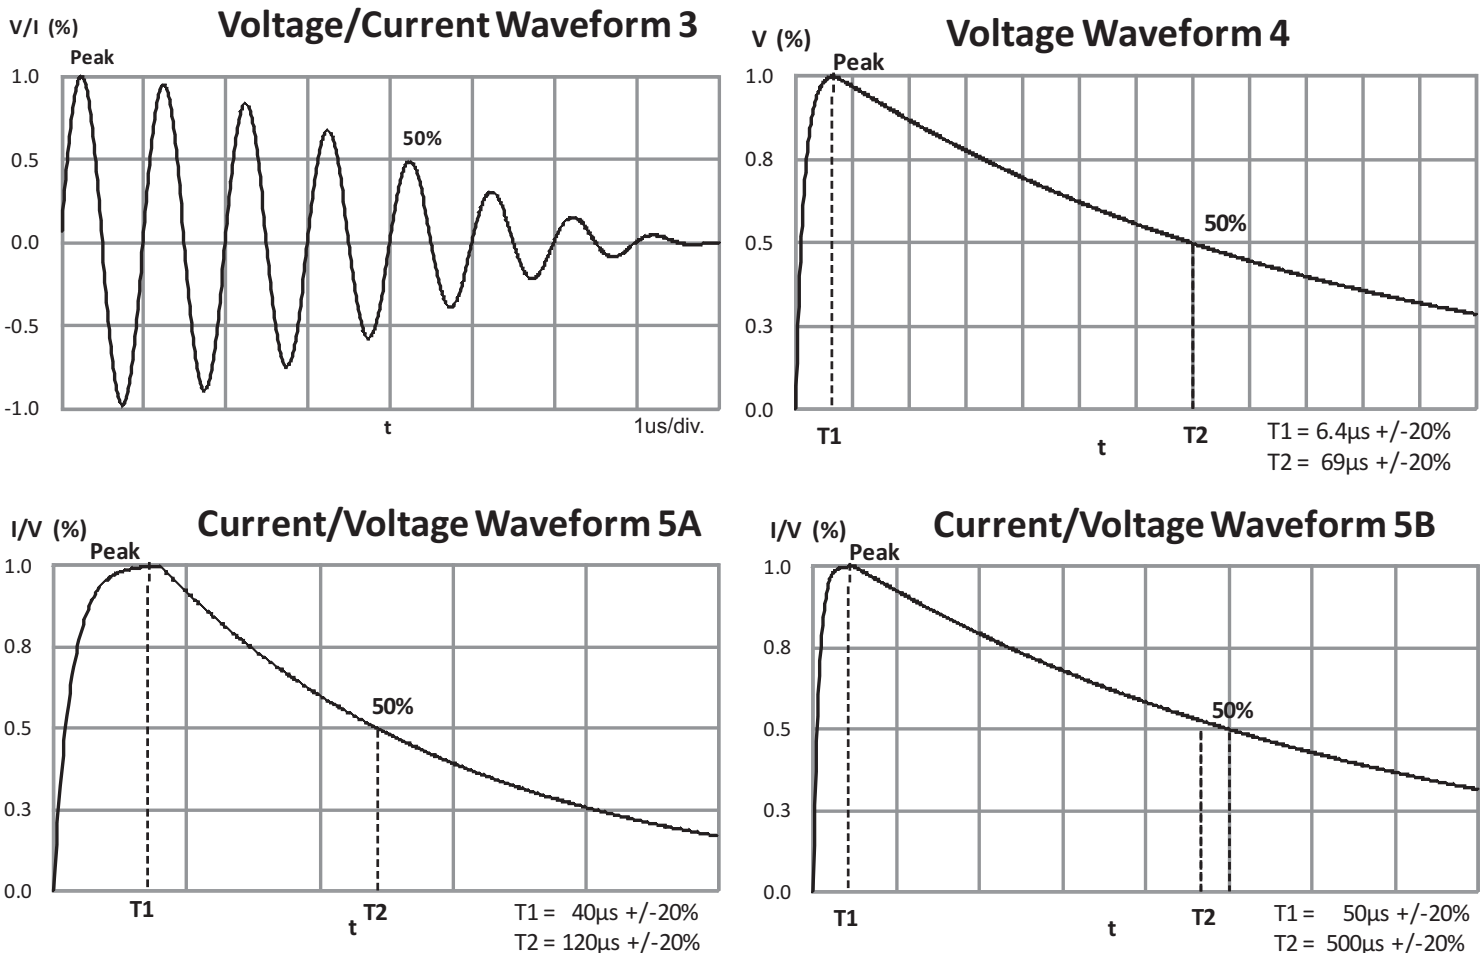 Voltage/Current Waveform 3
V/I (%)
Peak
1.0
0.5
0.0
-0.5
-1.0
50%
t
1us/div.
Voltage Waveform 4
V (%)
Peak
1.0
0.8
0.5
0.3
0.0
50%
T1
t
T2
T1 = 6.4µs +/-20%
T2 = 69µs +/-20%
Current/Voltage Waveform 5A
I/V (%)
Peak
1.0
0.8
0.5
0.3
0.0
50%
T1
t
T2
T1 = 40µs +/-20%
T2 = 120µs +/-20%
Current/Voltage Waveform 5B
I/V (%)
Peak
1.0
0.8
0.5
0.3
0.0
50%
T1
t
T2
T1 = 50µs +/-20%
T2 = 500µs +/-20%